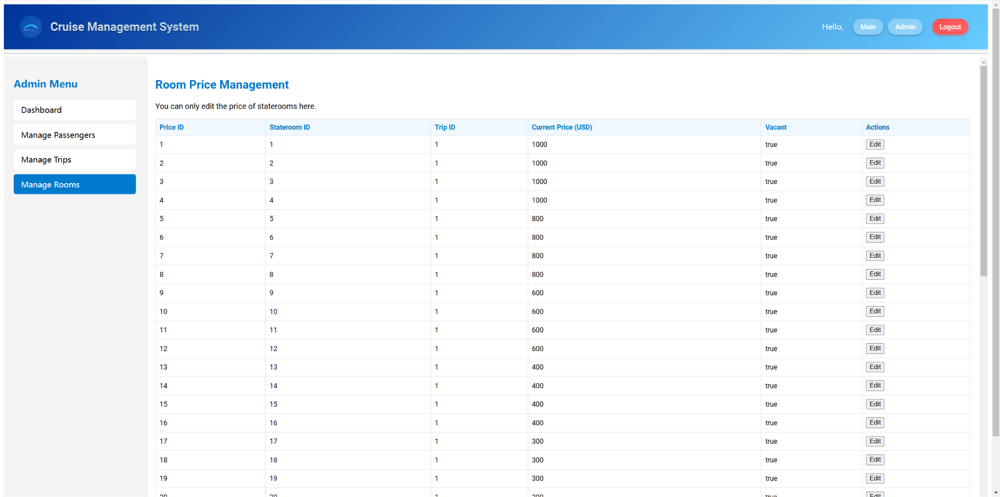 Cruise Management System
Hello, Main Admin Logout
Admin Menu
Dashboard
Manage Passengers
Manage Trips
Manage Rooms
Room Price Management
You can only edit the price of staterooms here.
Price ID Stateroom ID Trip ID Current Price (USD) Vacant Actions
1 1 1 1000 true Edit
2 2 1 1000 true Edit
3 3 1 1000 true Edit
4 4 1 1000 true Edit
5 5 1 800 true Edit
6 6 1 800 true Edit
7 7 1 800 true Edit
8 8 1 800 true Edit
9 9 1 600 true Edit
10 10 1 600 true Edit
11 11 1 600 true Edit
12 12 1 600 true Edit
13 13 1 400 true Edit
14 14 1 400 true Edit
15 15 1 400 true Edit
16 16 1 400 true Edit
17 17 1 300 true Edit
18 18 1 300 true Edit
19 19 1 300 true Edit